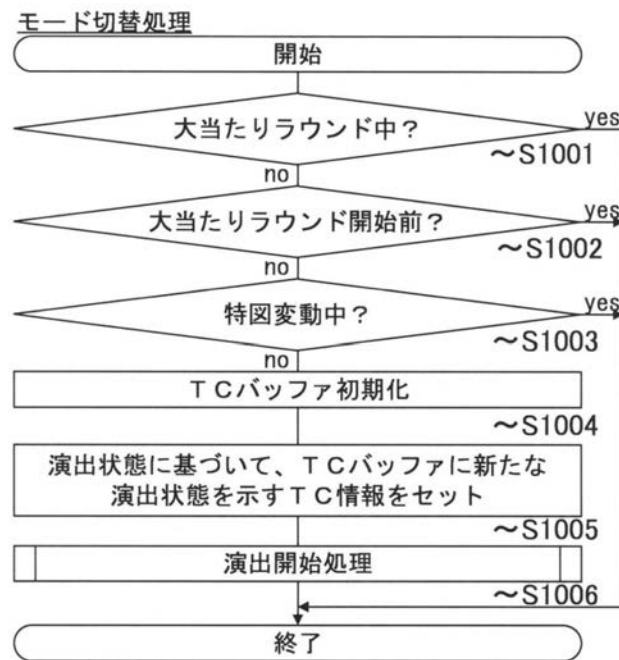 モード切替処理
開始
大当たりラウンド中？
yes
～S1001
no
大当たりラウンド開始前？
yes
～S1002
no
特図変動中？
yes
～S1003
no
ＴＣバッファ初期化
～S1004
演出状態に基づいて、ＴＣバッファに新たな
演出状態を示すＴＣ情報をセット
～S1005
演出開始処理
～S1006
終了